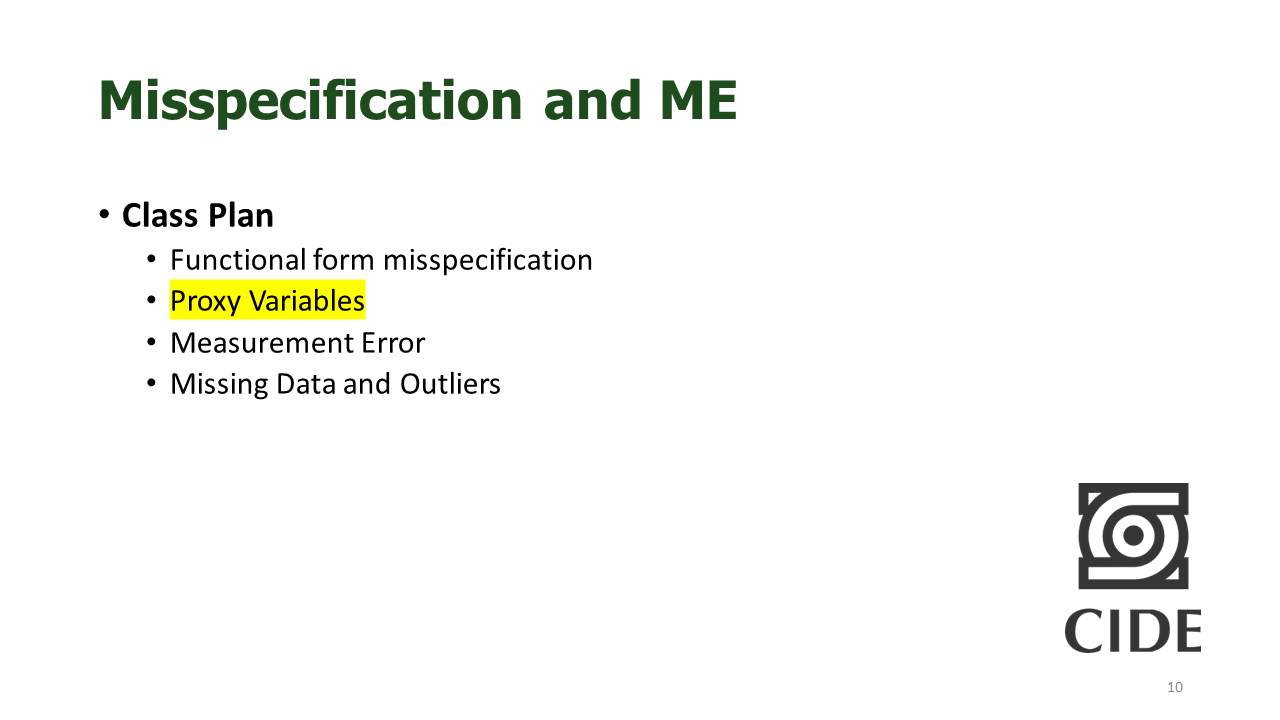 Misspecification and ME
• Class Plan
• Functional form misspecification
• Proxy Variables
• Measurement Error
• Missing Data and Outliers
CIDE
10